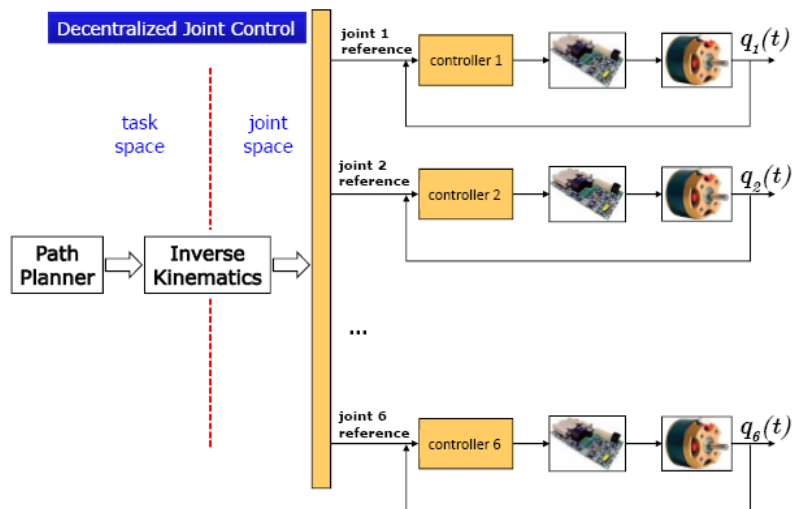 Decentralized Joint Control
task
space
joint
space
Path
Planner
Inverse
Kinematics
joint 1
reference
controller 1
q₁(t)
joint 2
reference
controller 2
q₂(t)
...
joint 6
reference
controller 6
q₆(t)